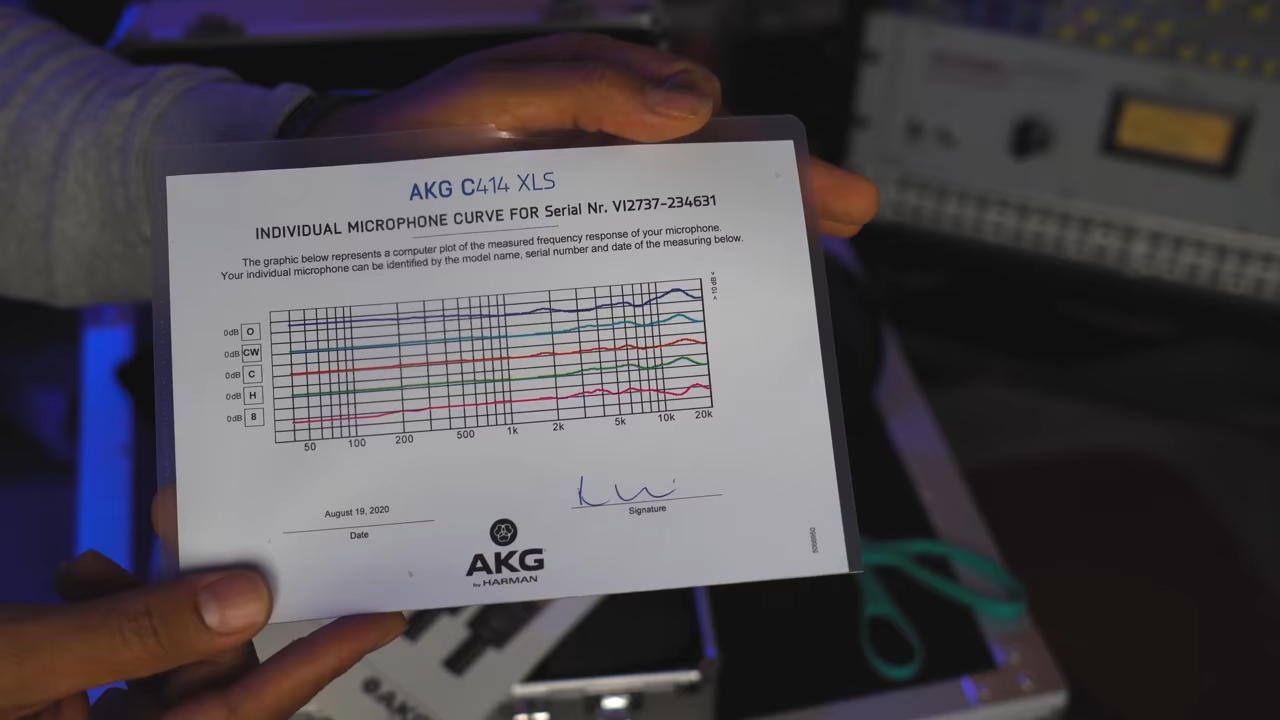 AKG C414 XLS
INDIVIDUAL MICROPHONE CURVE FOR Serial Nr. VI2737-234631
The graphic below represents a computer plot of the measured frequency response of your microphone.
Your individual microphone can be identified by the model name, serial number and date of the measuring below.
< 10 dB >
0dB O
0dB CW
0dB C
0dB H
0dB 8
50 100 200 500 1k 2k 5k 10k 20k
August 19, 2020
Date
Signature
AKG
by HARMAN
AKG